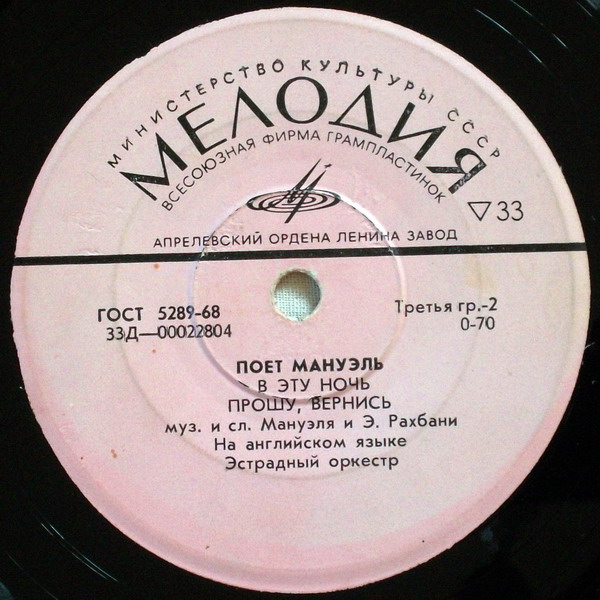 МИНИСТЕРСТВО КУЛЬТУРЫ СССР
МЕЛОДИЯ
ВСЕСОЮЗНАЯ ФИРМА ГРАМПЛАСТИНОК
▽33
АПРЕЛЕВСКИЙ ОРДЕНА ЛЕНИНА ЗАВОД
ГОСТ 5289-68
33Д—00022804
Третья гр.-2
0-70
ПОЕТ МАНУЭЛЬ
В ЭТУ НОЧЬ
ПРОШУ, ВЕРНИСЬ
муз. и сл. Мануэля и Э. Рахбани
На английском языке
Эстрадный оркестр